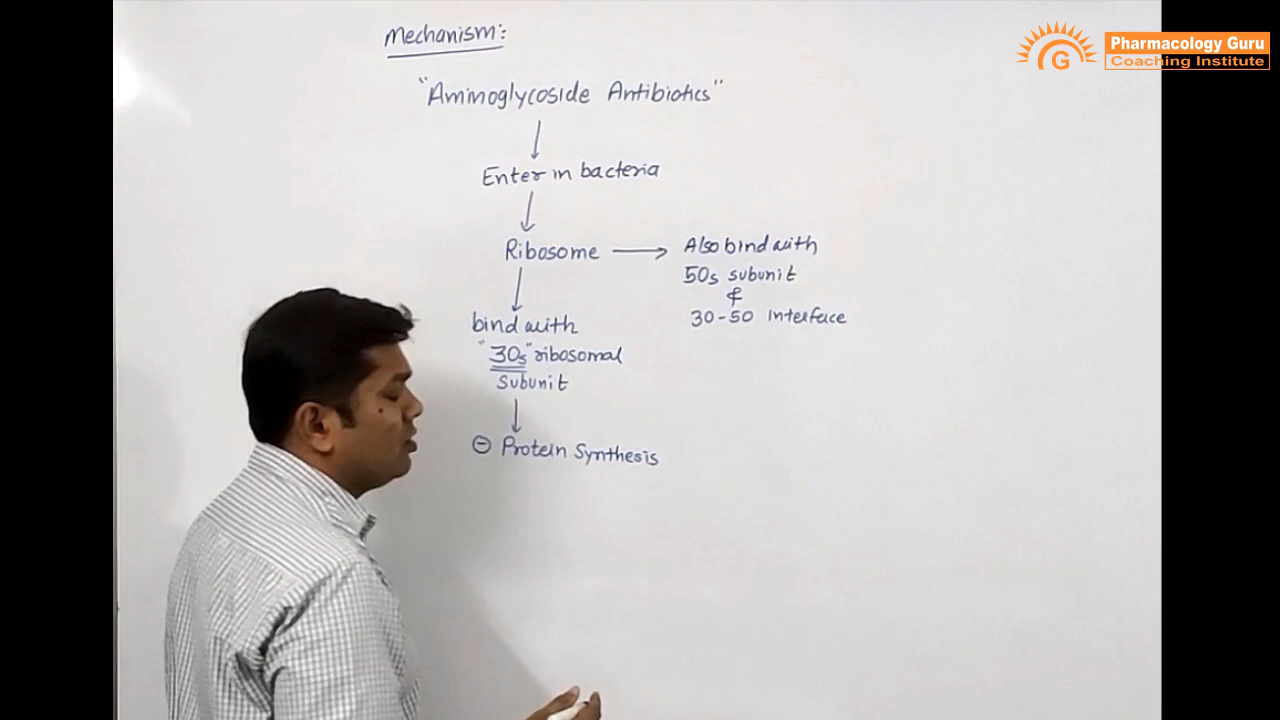 Mechanism:
"Aminoglycoside Antibiotics"
Enter in bacteria
Ribosome
Also bind with
50s subunit
&
30-50 interface
bind with
"30s" ribosomal
subunit
⊖ Protein Synthesis
G
Pharmacology Guru
Coaching Institute